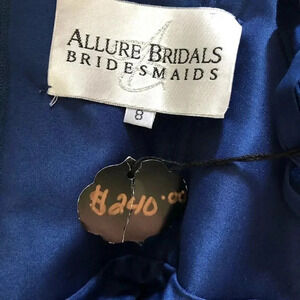 ALLURE BRIDALS
BRIDESMAIDS
8
$240.00